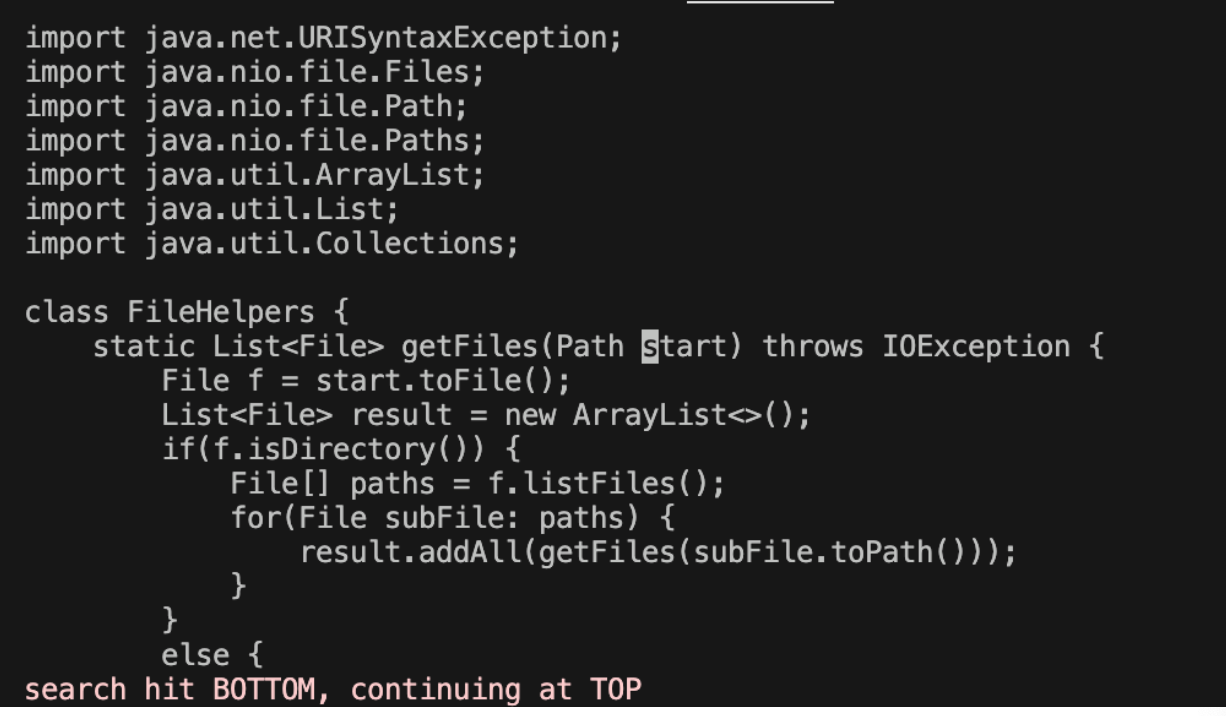 import java.net.URISyntaxException;
import java.nio.file.Files;
import java.nio.file.Path;
import java.nio.file.Paths;
import java.util.ArrayList;
import java.util.List;
import java.util.Collections;

class FileHelpers {
    static List<File> getFiles(Path start) throws IOException {
        File f = start.toFile();
        List<File> result = new ArrayList<>();
        if(f.isDirectory()) {
            File[] paths = f.listFiles();
            for(File subFile: paths) {
                result.addAll(getFiles(subFile.toPath()));
            }
        }
        else {
search hit BOTTOM, continuing at TOP